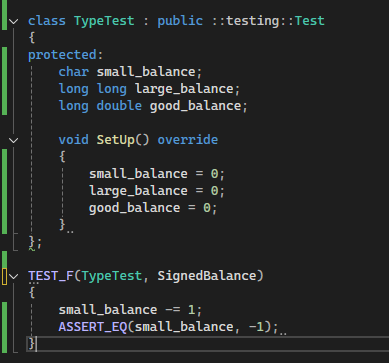 class TypeTest : public ::testing::Test
{
protected:
    char small_balance;
    long long large_balance;
    long double good_balance;

    void SetUp() override
    {
        small_balance = 0;
        large_balance = 0;
        good_balance = 0;
    }
};

TEST_F(TypeTest, SignedBalance)
{
    small_balance -= 1;
    ASSERT_EQ(small_balance, -1);
}